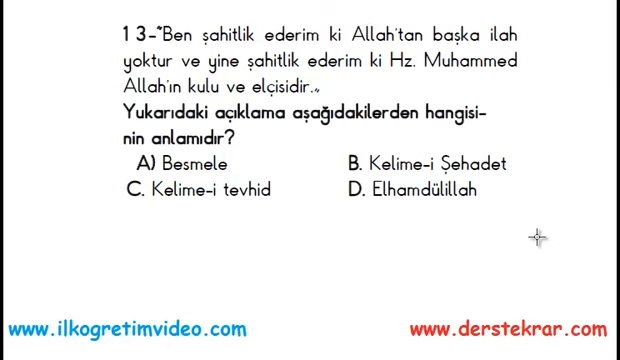 13-"Ben şahitlik ederim ki Allah'tan başka ilah
yoktur ve yine şahitlik ederim ki Hz. Muhammed
Allah'ın kulu ve elçisidir.„
Yukarıdaki açıklama aşağıdakilerden hangisi-
nin anlamıdır?
A) Besmele B. Kelime-i Şehadet
C. Kelime-i tevhid D. Elhamdülillah
www.ilkogretimvideo.com www.derstekrar.com